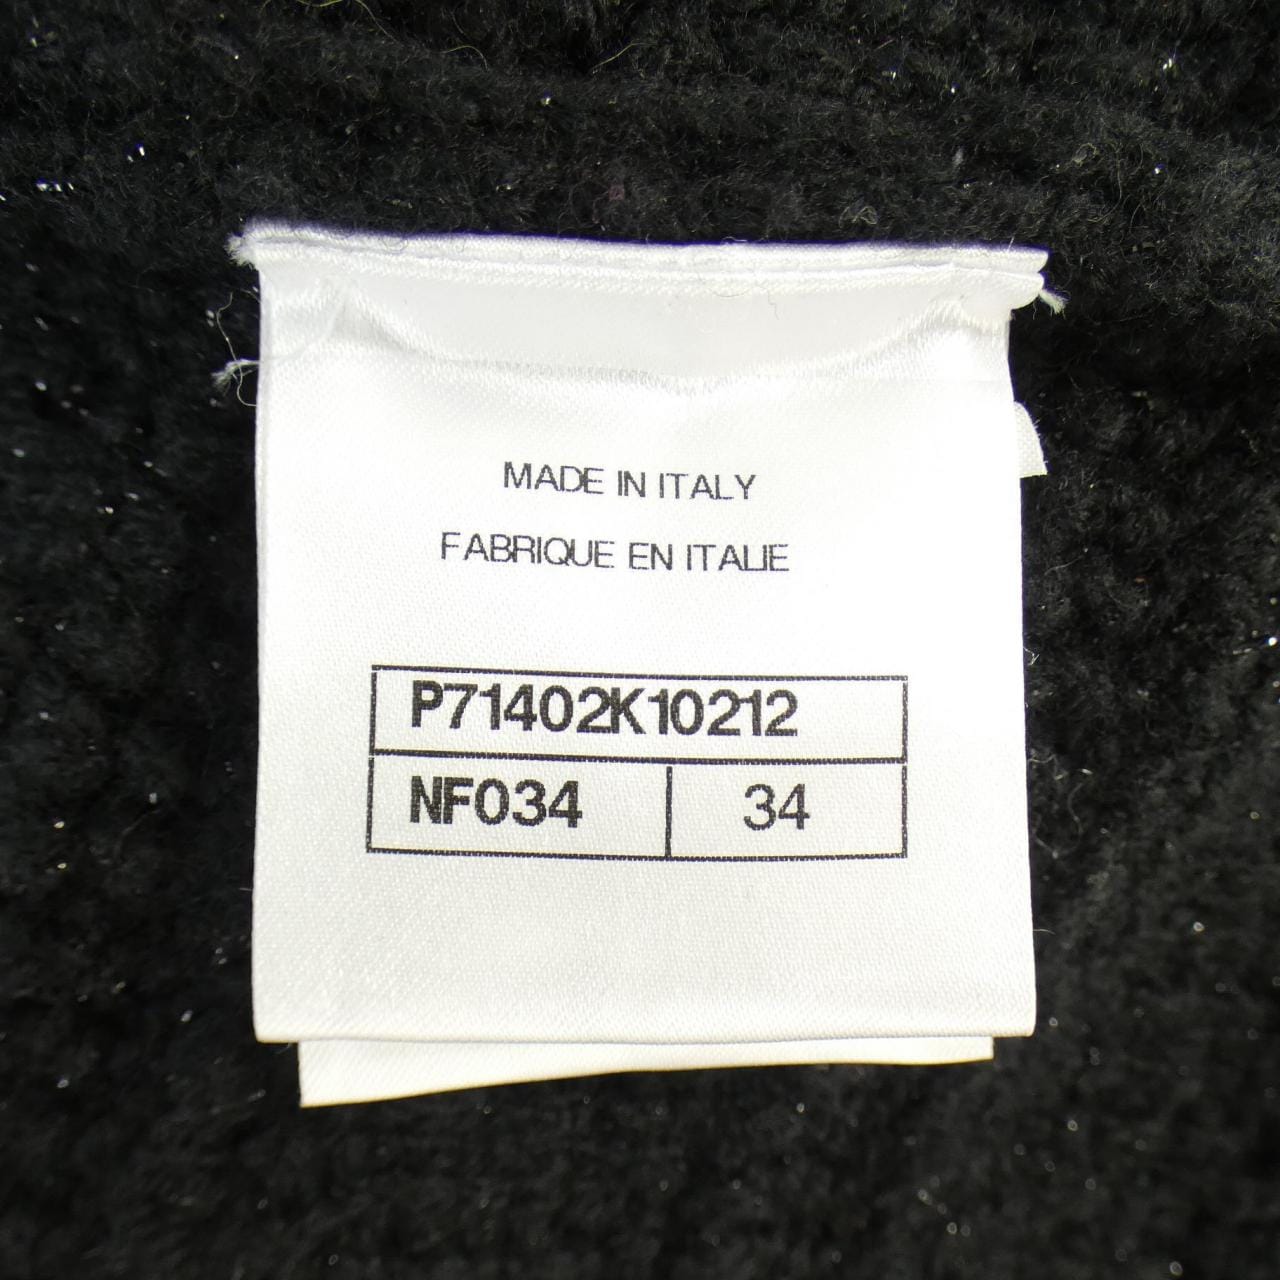 MADE IN ITALY
FABRIQUE EN ITALIE
P71402K10212
NF034 34